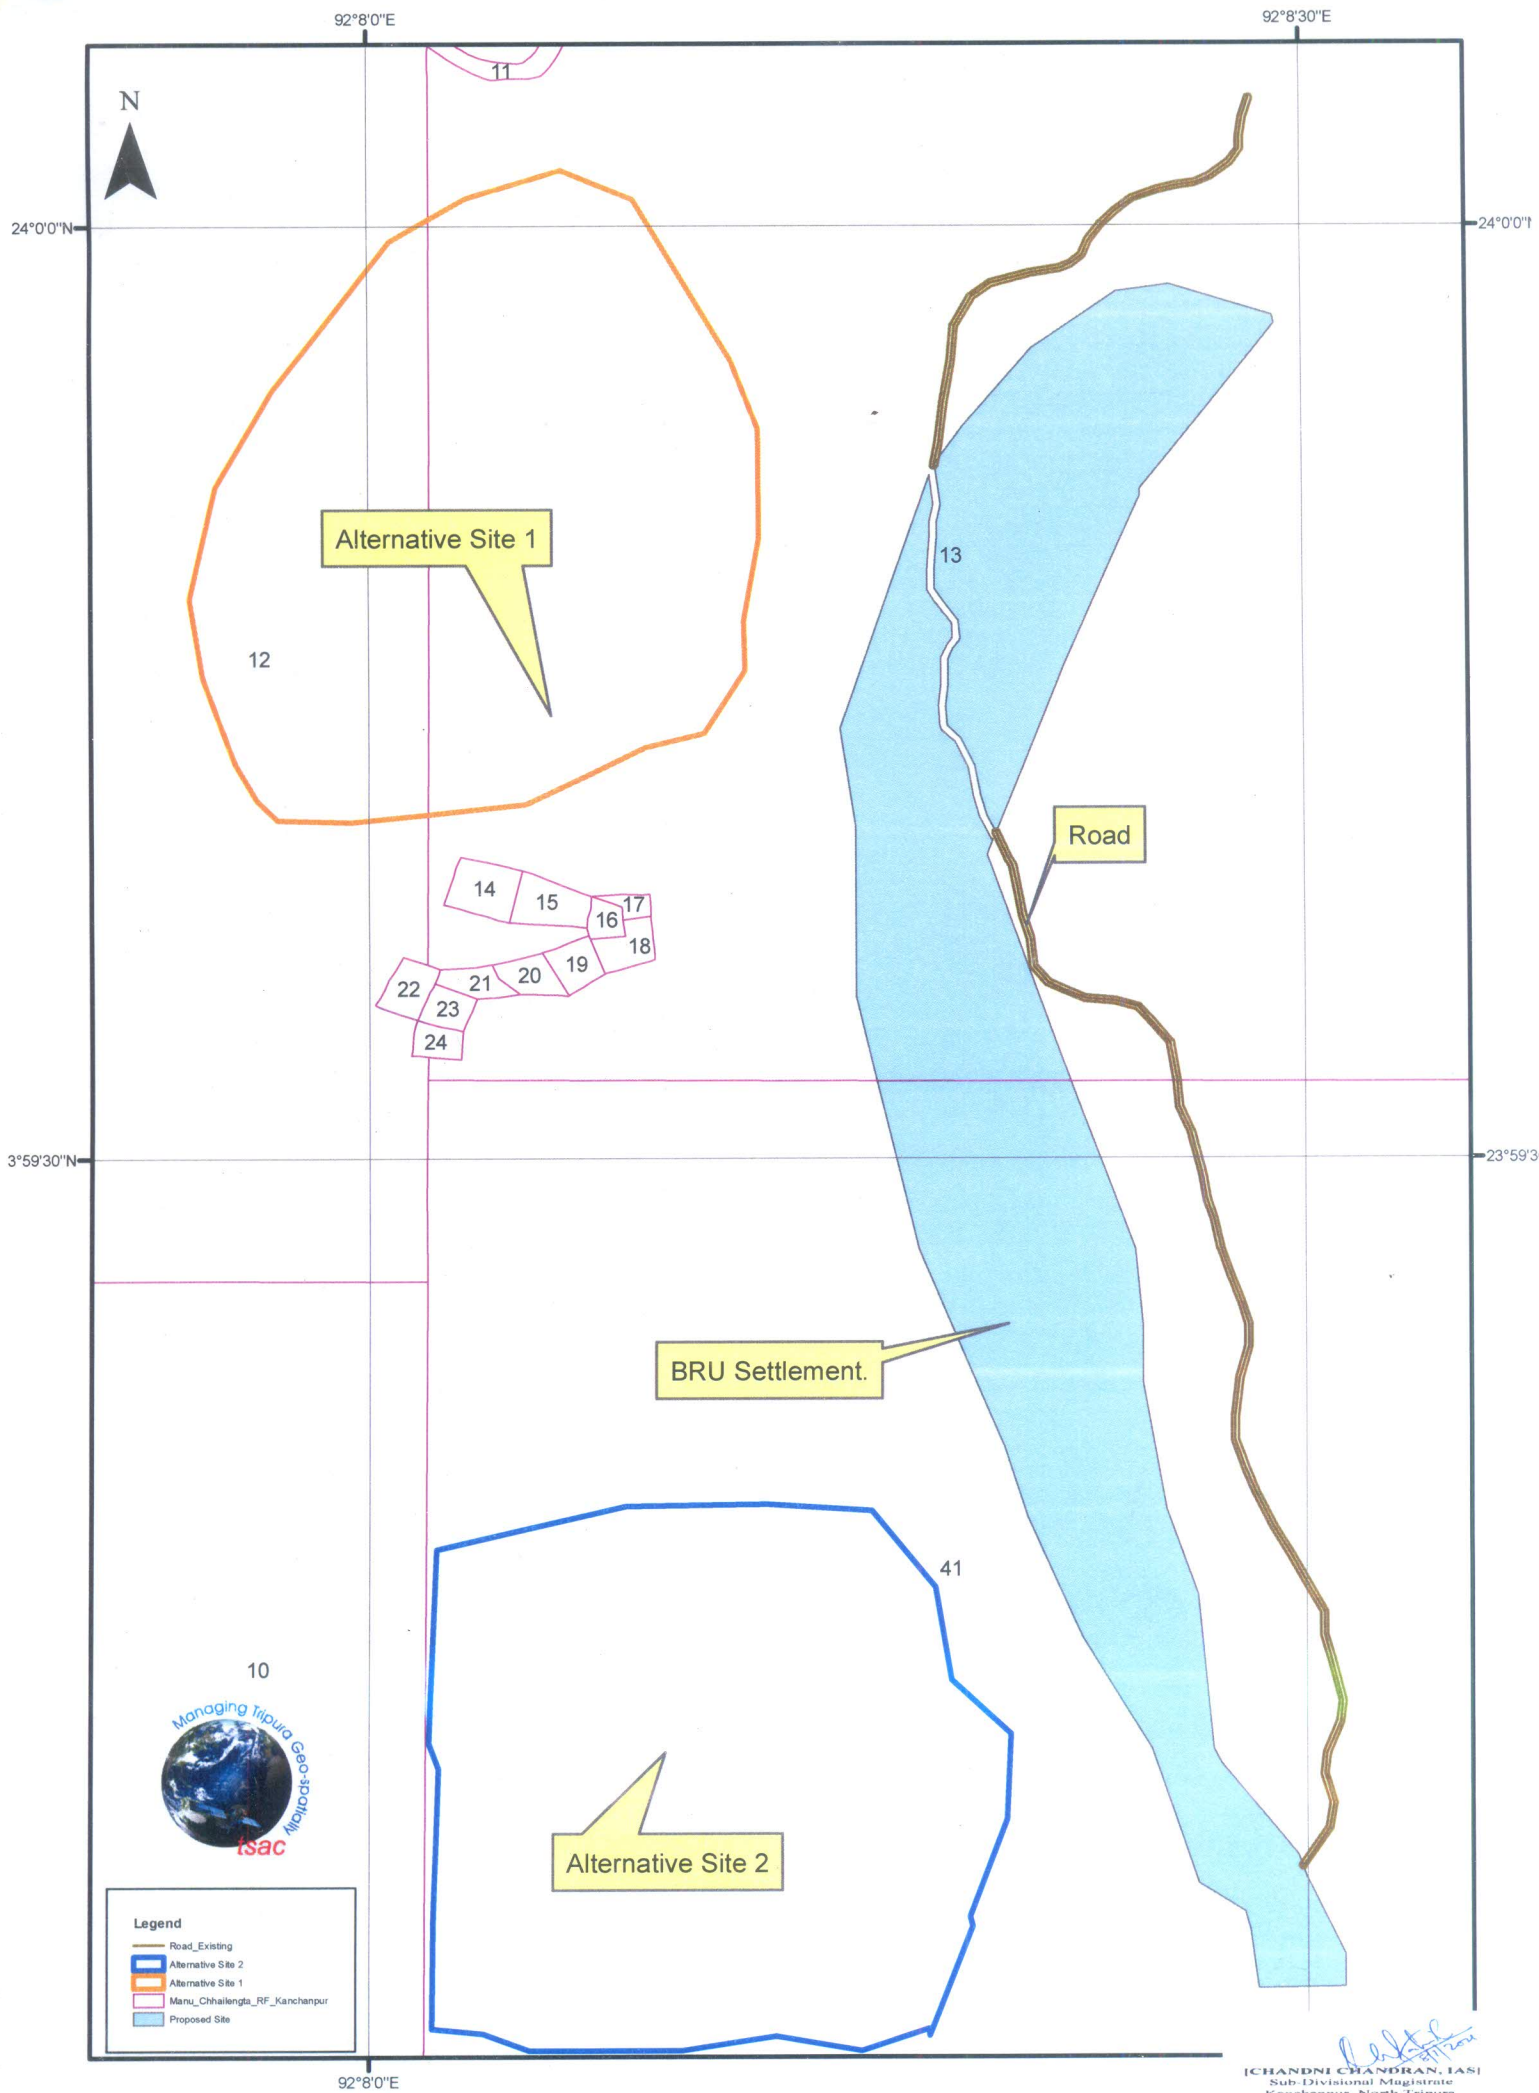 92°8'0"E
92°8'30"E
11
N
24°0'0"N
24°0'0"
Alternative Site 1
13
12
Road
14
15
16
17
18
19
20
21
22
23
24
3°59'30"N
23°59'3
BRU Settlement.
41
10
Managing Tripura Geo-spatially
tsac
Alternative Site 2
Legend
Road_Existing
Alternative Site 2
Alternative Site 1
Manu_Chhailengta_RF_Kanchanpur
Proposed Site
92°8'0"E
[CHANDNI CHANDRAN, IAS]
Sub-Divisional Magistrate
Kanchanpur, North Tripura